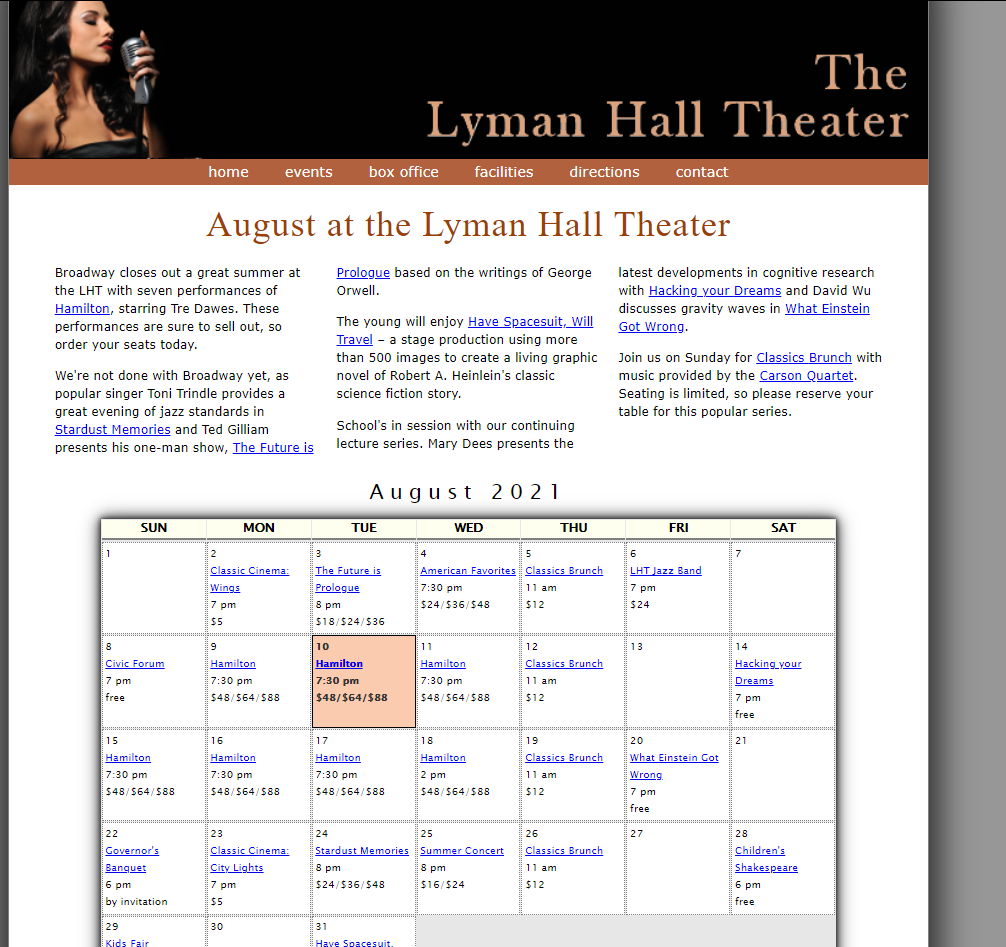 The
Lyman Hall Theater
home events box office facilities directions contact
August at the Lyman Hall Theater
Broadway closes out a great summer at
the LHT with seven performances of
Hamilton, starring Tre Dawes. These
performances are sure to sell out, so
order your seats today.
We're not done with Broadway yet, as
popular singer Toni Trindle provides a
great evening of jazz standards in
Stardust Memories and Ted Gilliam
presents his one-man show, The Future is
Prologue based on the writings of George
Orwell.
The young will enjoy Have Spacesuit, Will
Travel – a stage production using more
than 500 images to create a living graphic
novel of Robert A. Heinlein's classic
science fiction story.
School's in session with our continuing
lecture series. Mary Dees presents the
latest developments in cognitive research
with Hacking your Dreams and David Wu
discusses gravity waves in What Einstein
Got Wrong.
Join us on Sunday for Classics Brunch with
music provided by the Carson Quartet.
Seating is limited, so please reserve your
table for this popular series.
August 2021
SUN MON TUE WED THU FRI SAT
1
2
Classic Cinema:
Wings
7 pm
$5
3
The Future is
Prologue
8 pm
$18/$24/$36
4
American Favorites
7:30 pm
$24/$36/$48
5
Classics Brunch
11 am
$12
6
LHT Jazz Band
7 pm
$24
7
8
Civic Forum
7 pm
free
9
Hamilton
7:30 pm
$48/$64/$88
10
Hamilton
7:30 pm
$48/$64/$88
11
Hamilton
7:30 pm
$48/$64/$88
12
Classics Brunch
11 am
$12
13
14
Hacking your
Dreams
7 pm
free
15
Hamilton
7:30 pm
$48/$64/$88
16
Hamilton
7:30 pm
$48/$64/$88
17
Hamilton
7:30 pm
$48/$64/$88
18
Hamilton
2 pm
$48/$64/$88
19
Classics Brunch
11 am
$12
20
What Einstein Got
Wrong
7 pm
free
21
22
Governor's
Banquet
6 pm
by invitation
23
Classic Cinema:
City Lights
7 pm
$5
24
Stardust Memories
8 pm
$24/$36/$48
25
Summer Concert
8 pm
$16/$24
26
Classics Brunch
11 am
$12
27
28
Children's
Shakespeare
6 pm
free
29
Kids Fair
30
31
Have Spacesuit,